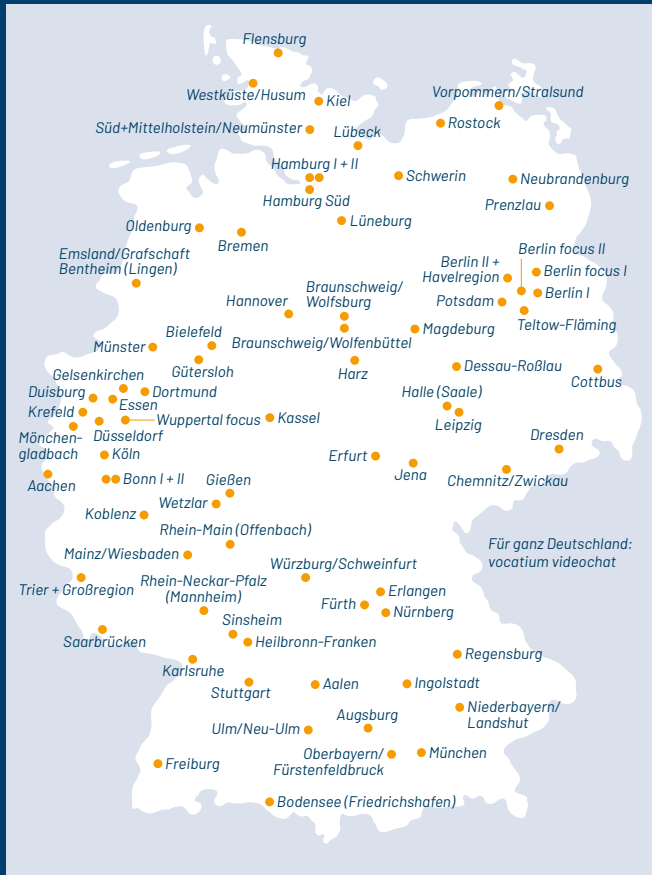 Flensburg
Westküste/Husum
Kiel
Vorpommern/Stralsund
Süd+Mittelholstein/Neumünster
Rostock
Lübeck
Hamburg I + II
Schwerin
Neubrandenburg
Hamburg Süd
Prenzlau
Lüneburg
Oldenburg
Bremen
Emsland/Grafschaft
Bentheim (Lingen)
Berlin focus II
Berlin II +
Havelregion
Berlin focus I
Berlin I
Potsdam
Teltow-Fläming
Hannover
Braunschweig/
Wolfsburg
Magdeburg
Bielefeld
Braunschweig/Wolfenbüttel
Münster
Gütersloh
Harz
Dessau-Roßlau
Cottbus
Gelsenkirchen
Duisburg
Dortmund
Essen
Krefeld
Wuppertal focus
Kassel
Halle (Saale)
Leipzig
Mönchen-
gladbach
Düsseldorf
Köln
Dresden
Erfurt
Jena
Chemnitz/Zwickau
Aachen
Bonn I + II
Gießen
Wetzlar
Koblenz
Rhein-Main (Offenbach)
Mainz/Wiesbaden
Für ganz Deutschland:
vocatium videochat
Würzburg/Schweinfurt
Trier + Großregion
Rhein-Neckar-Pfalz
(Mannheim)
Erlangen
Fürth
Nürnberg
Sinsheim
Saarbrücken
Heilbronn-Franken
Regensburg
Karlsruhe
Stuttgart
Aalen
Ingolstadt
Niederbayern/
Landshut
Augsburg
Ulm/Neu-Ulm
Oberbayern/
Fürstenfeldbruck
München
Freiburg
Bodensee (Friedrichshafen)